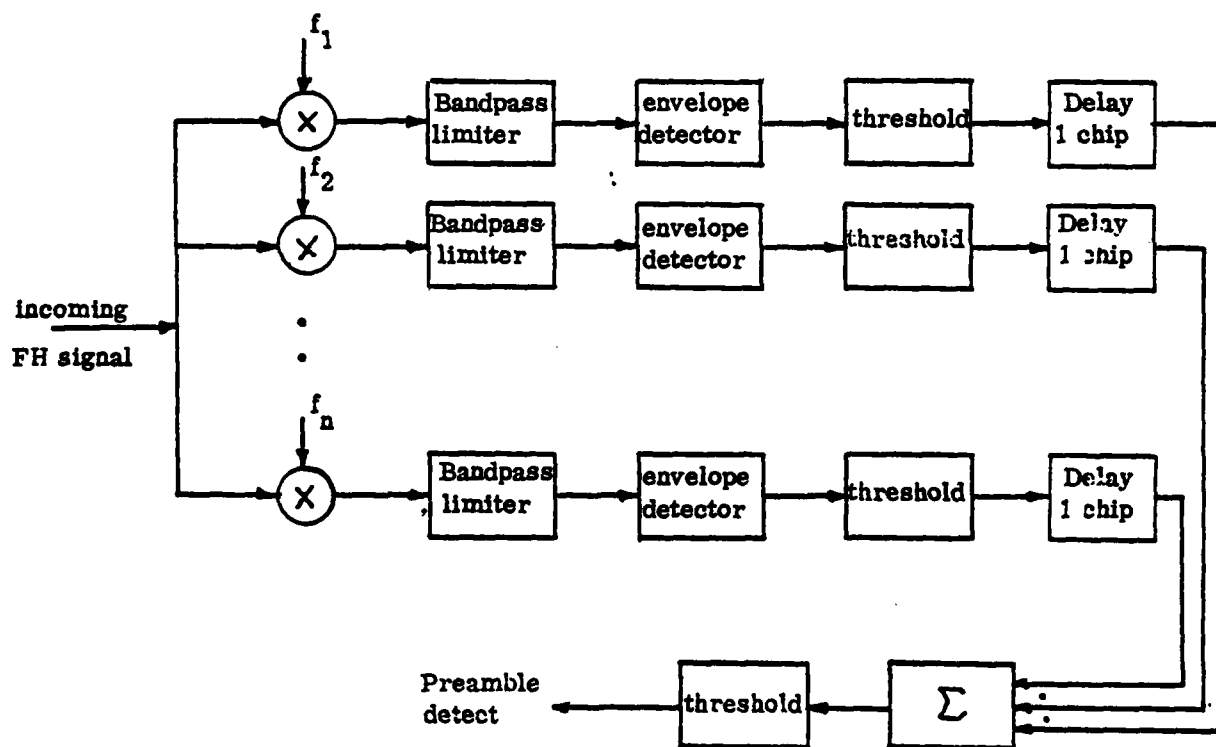 f1
Bandpass
limiter
envelope
detector
threshold
Delay
1 chip
f2
Bandpass
limiter
envelope
detector
threshold
Delay
1 chip
incoming
FH signal
fn
Bandpass
limiter
envelope
detector
threshold
Delay
1 chip
Preamble
detect
threshold
Σ